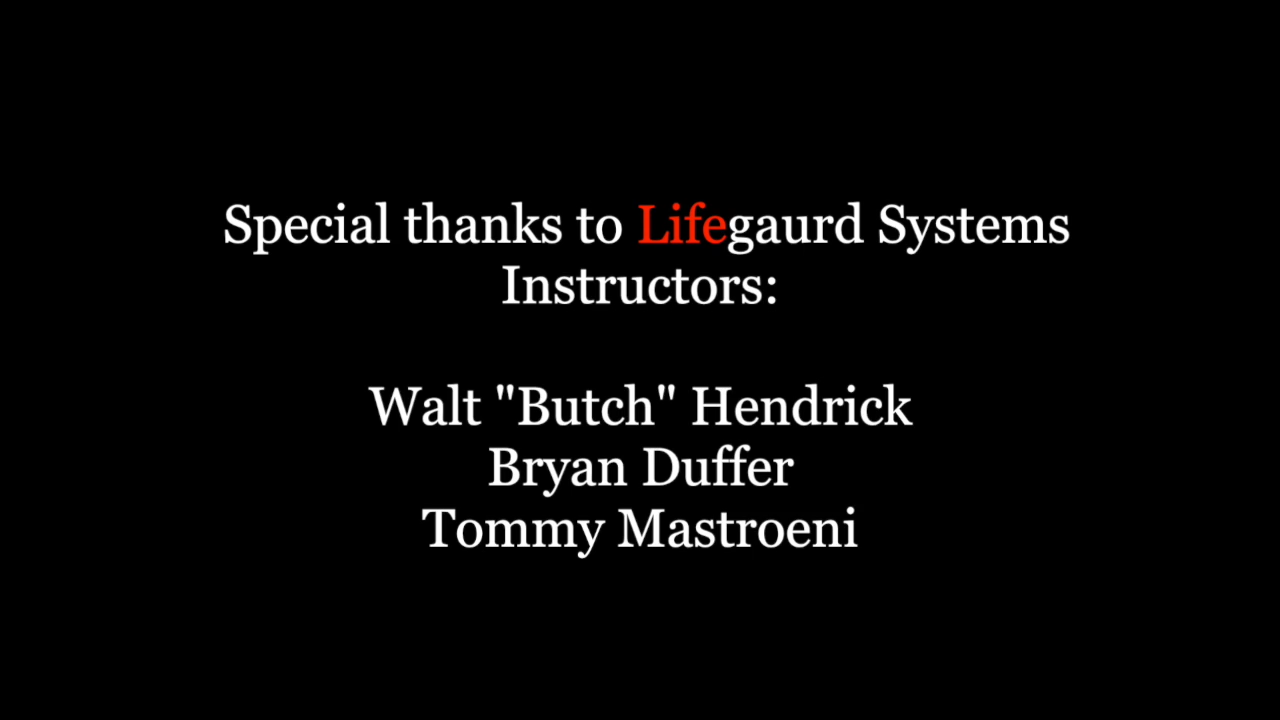 Special thanks to Lifegaurd Systems
Instructors:
Walt "Butch" Hendrick
Bryan Duffer
Tommy Mastroeni